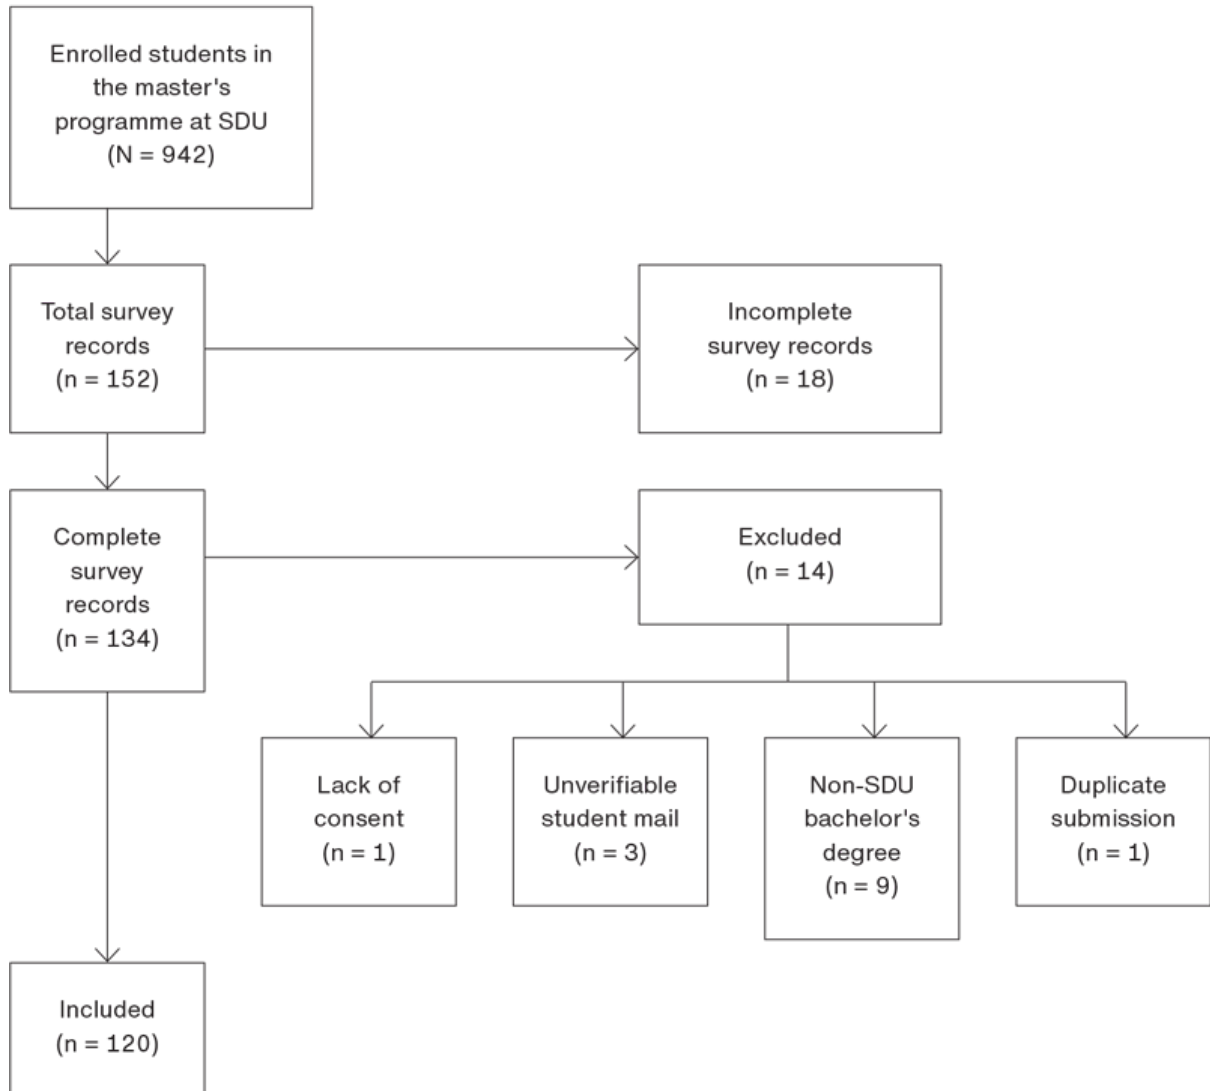 Enrolled students in
the master's
programme at SDU
(N = 942)
Total survey
records
(n = 152)
Incomplete
survey records
(n = 18)
Complete
survey
records
(n = 134)
Excluded
(n = 14)
Lack of
consent
(n = 1)
Unverifiable
student mail
(n = 3)
Non-SDU
bachelor's
degree
(n = 9)
Duplicate
submission
(n = 1)
Included
(n = 120)